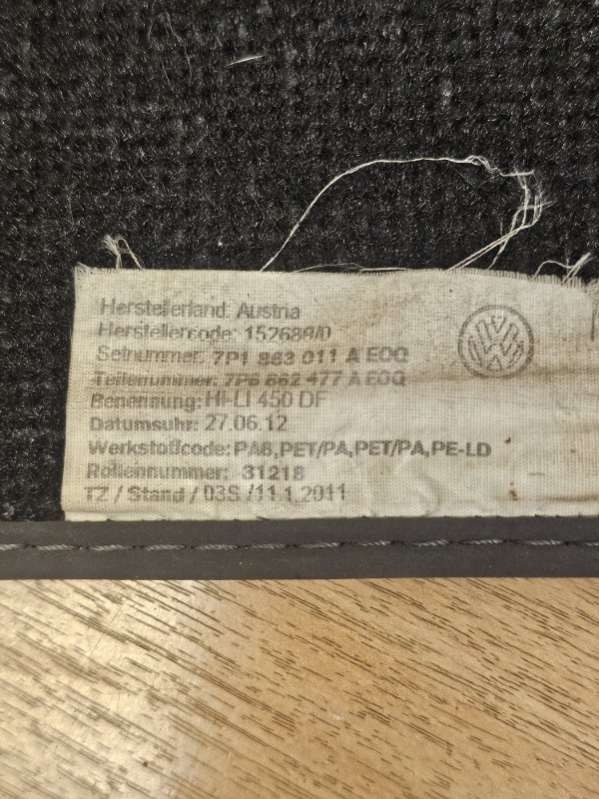 Herstellerland: Austria
Herstellercode: 152689/0
Setnummer: 7P1 863 011 A EOQ
Teilenummer: 7P6 862 477 A EOQ
Benennung: HI-LI 450 DF
Datumsuhr: 27.06.12
Werkstoffcode: PA6,PET/PA,PET/PA,PE-LD
Rollennummer: 31218
TZ / Stand / 03S /11.1.2011